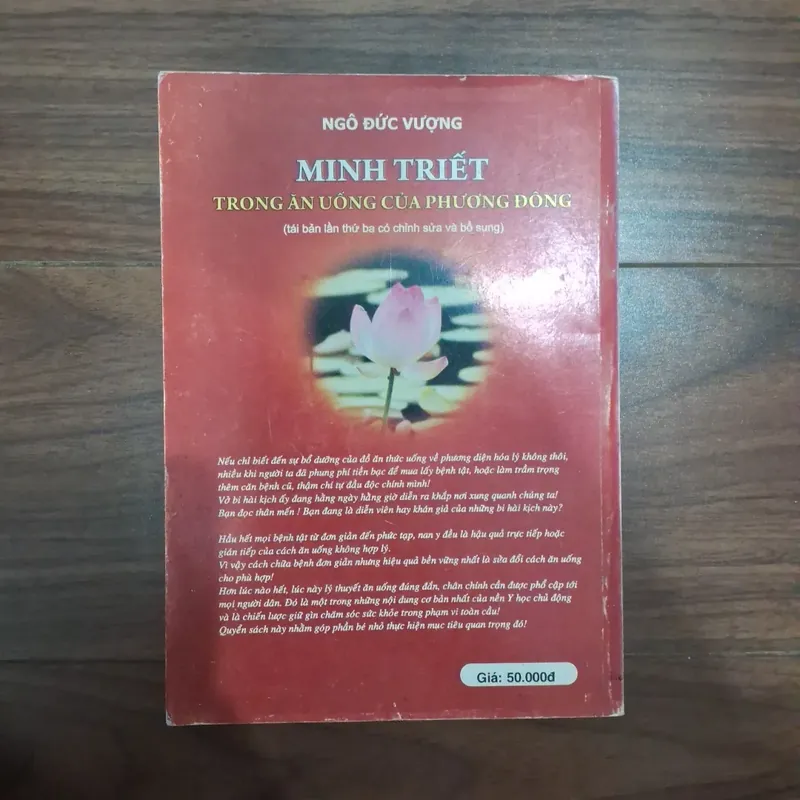 NGÔ ĐỨC VƯỢNG
MINH TRIẾT
TRONG ĂN UỐNG CỦA PHƯƠNG ĐÔNG
(tái bản lần thứ ba có chỉnh sửa và bổ sung)
Nếu chỉ biết đến sự bổ dưỡng của đồ ăn thức uống về phương diện hóa lý không thôi,
nhiều khi người ta đã phung phí tiền bạc để mua lấy bệnh tật, hoặc làm trầm trọng
thêm căn bệnh cũ, thậm chí tự đầu độc chính mình!
Vở bi hài kịch ấy đang hằng ngày hằng giờ diễn ra khắp nơi xung quanh chúng ta!
Bạn đọc thân mến ! Bạn đang là diễn viên hay khán giả của những bi hài kịch này?
Hầu hết mọi bệnh tật từ đơn giản đến phức tạp, nan y đều là hậu quả trực tiếp hoặc
gián tiếp của cách ăn uống không hợp lý.
Vì vậy cách chữa bệnh đơn giản nhưng hiệu quả bền vững nhất là sửa đổi cách ăn uống
cho phù hợp!
Hơn lúc nào hết, lúc này lý thuyết ăn uống đúng đắn, chân chính cần được phổ cập tới
mọi người dân. Đó là một trong những nội dung cơ bản nhất của nền Y học chủ động
và là chiến lược giữ gìn chăm sóc sức khỏe trong phạm vi toàn cầu!
Quyển sách này nhằm góp phần bé nhỏ thực hiện mục tiêu quan trọng đó!
Giá: 50.000đ